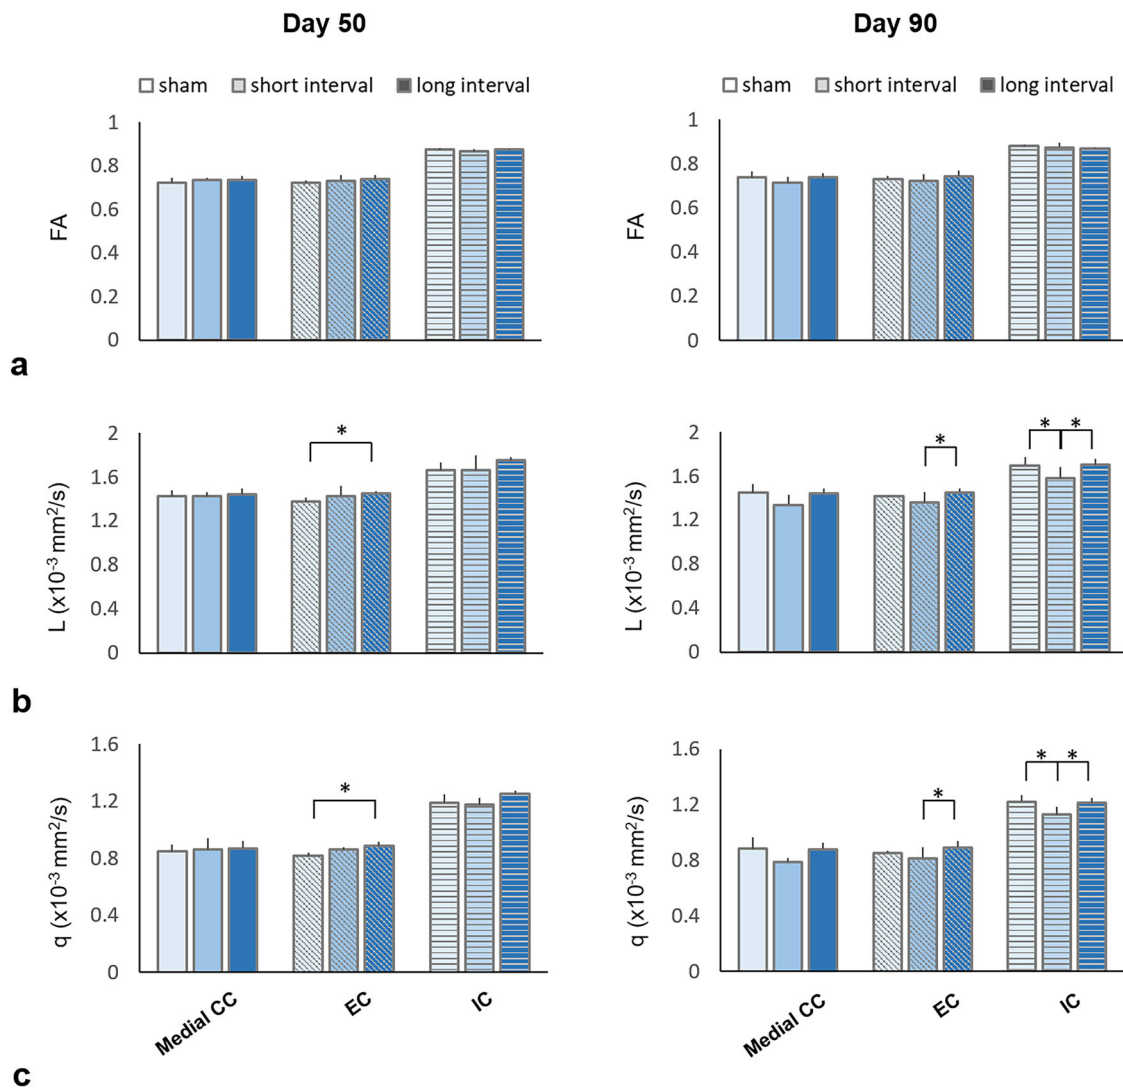 Day 50
Day 90
sham short interval long interval
sham short interval long interval
1
0.8
0.6
0.4
0.2
0
FA
1
0.8
0.6
0.4
0.2
0
FA
a
2
1.6
1.2
0.8
0.4
0
L (x10⁻³ mm²/s)
*
2
1.6
1.2
0.8
0.4
0
L (x10⁻³ mm²/s)
*
* *
b
1.6
1.2
0.8
0.4
0
q (x10⁻³ mm²/s)
*
Medial CC
EC
IC
1.6
1.2
0.8
0.4
0
q (x10⁻³ mm²/s)
*
* *
Medial CC
EC
IC
c